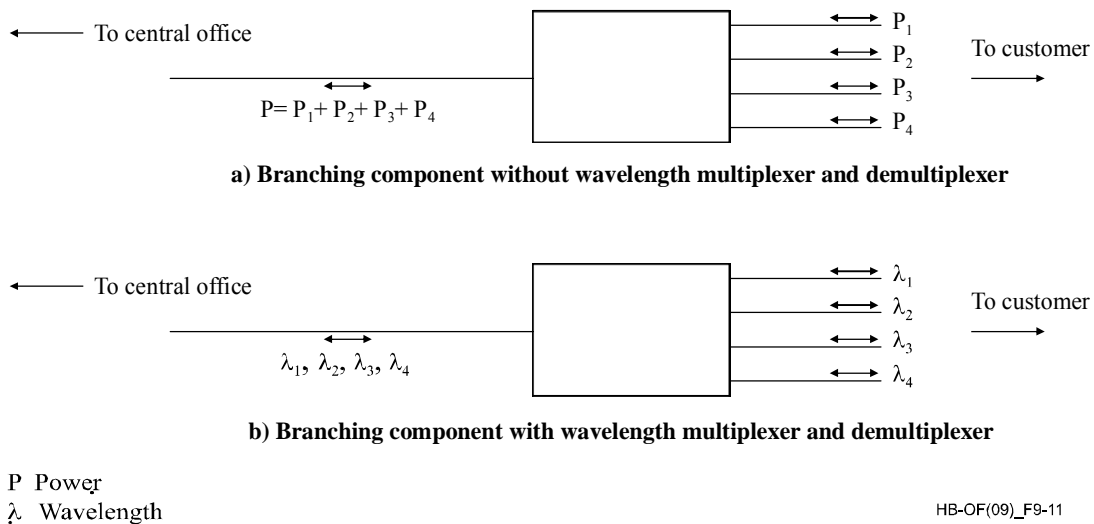 To central office
P= P₁+ P₂+ P₃+ P₄
P₁
P₂
P₃
P₄
To customer
a) Branching component without wavelength multiplexer and demultiplexer
To central office
λ₁, λ₂, λ₃, λ₄
λ₁
λ₂
λ₃
λ₄
To customer
b) Branching component with wavelength multiplexer and demultiplexer
P Power
λ Wavelength
HB-OF(09)_F9-11